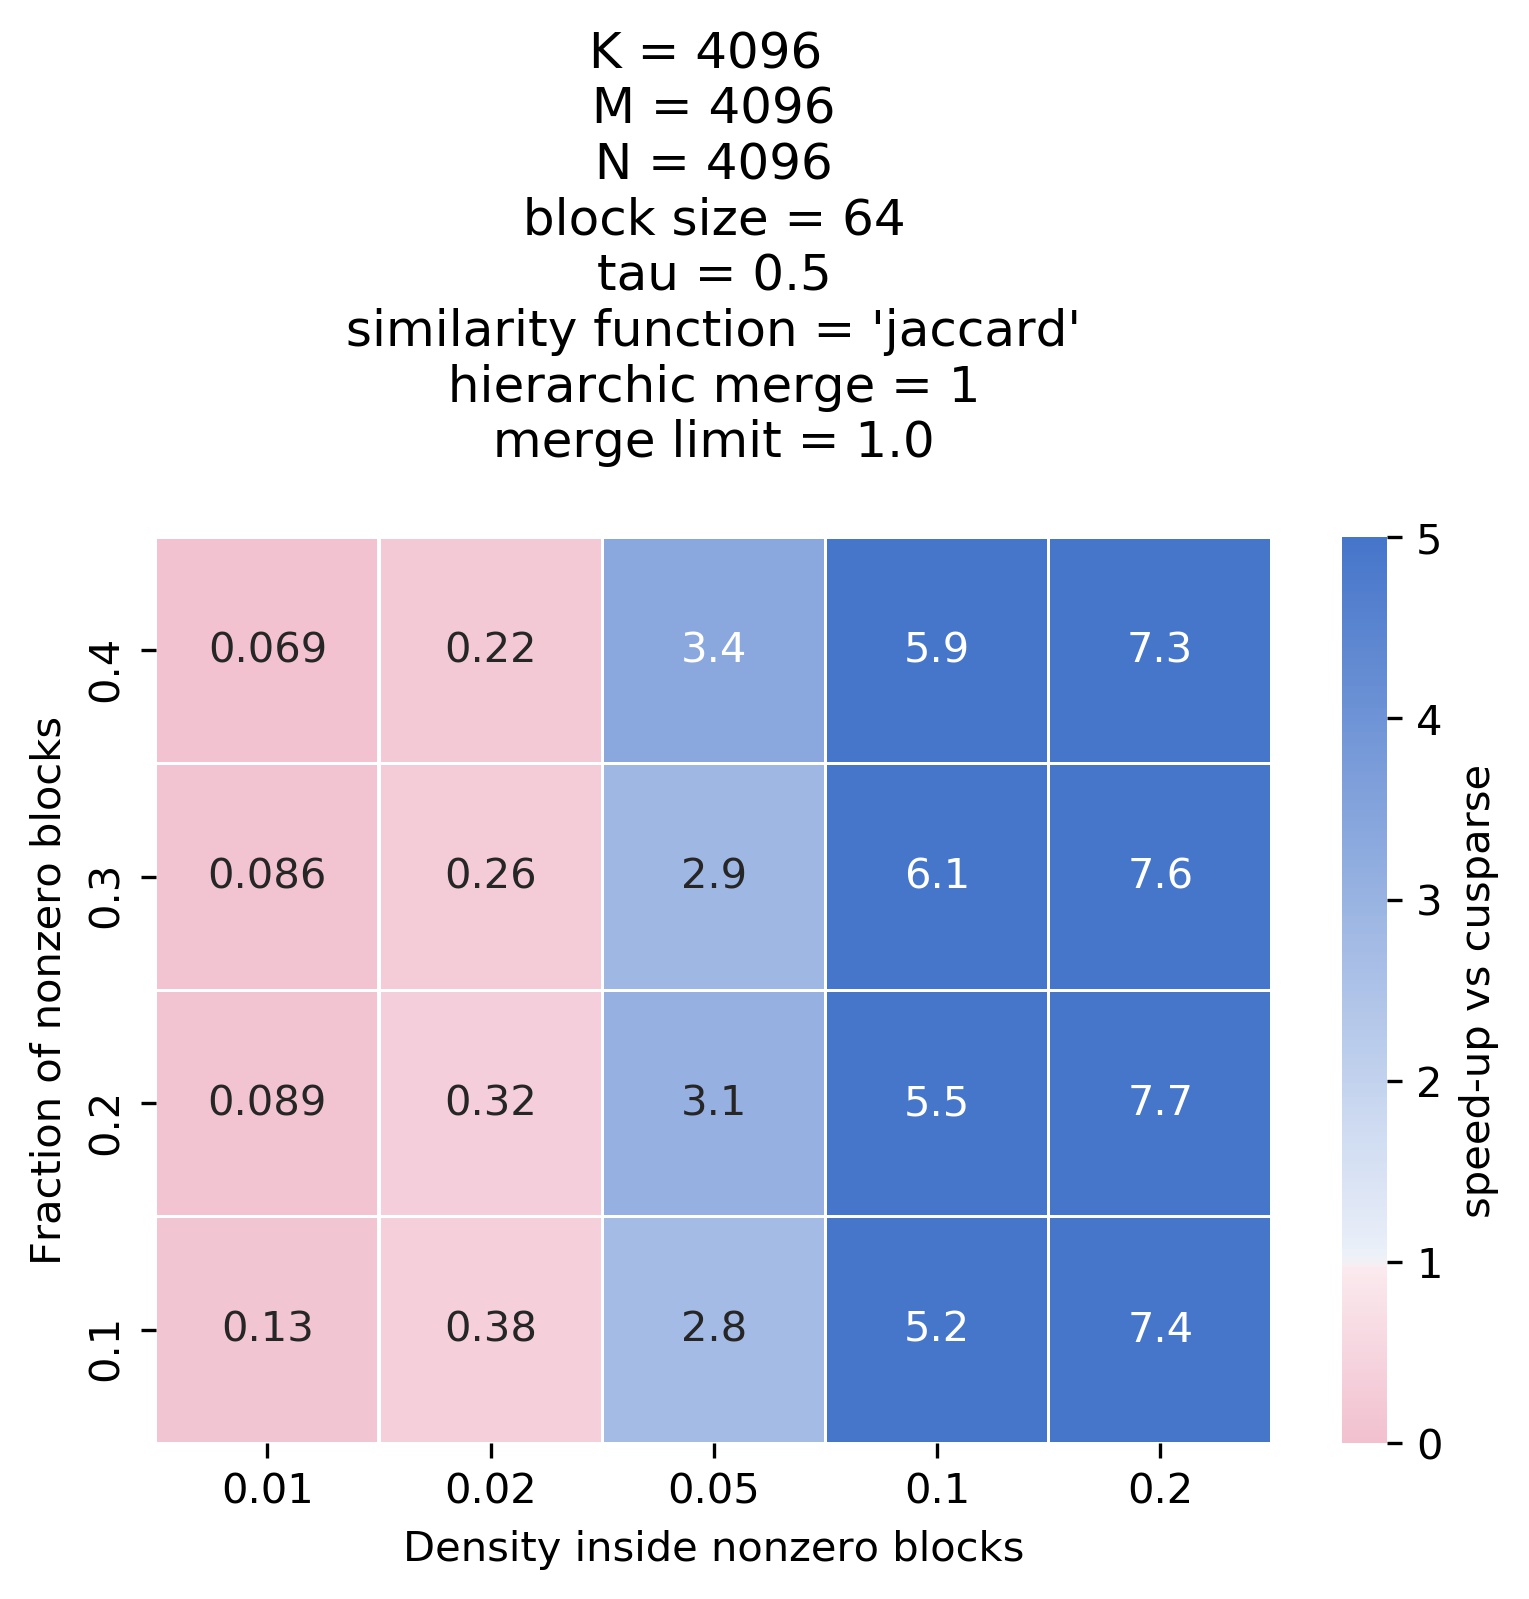 K = 4096
M = 4096
N = 4096
block size = 64
tau = 0.5
similarity function = 'jaccard'
hierarchic merge = 1
merge limit = 1.0
Fraction of nonzero blocks
0.4 0.069 0.22 3.4 5.9 7.3
0.3 0.086 0.26 2.9 6.1 7.6
0.2 0.089 0.32 3.1 5.5 7.7
0.1 0.13 0.38 2.8 5.2 7.4
0.01 0.02 0.05 0.1 0.2
Density inside nonzero blocks
5
4
3
2
1
0
speed-up vs cusparse